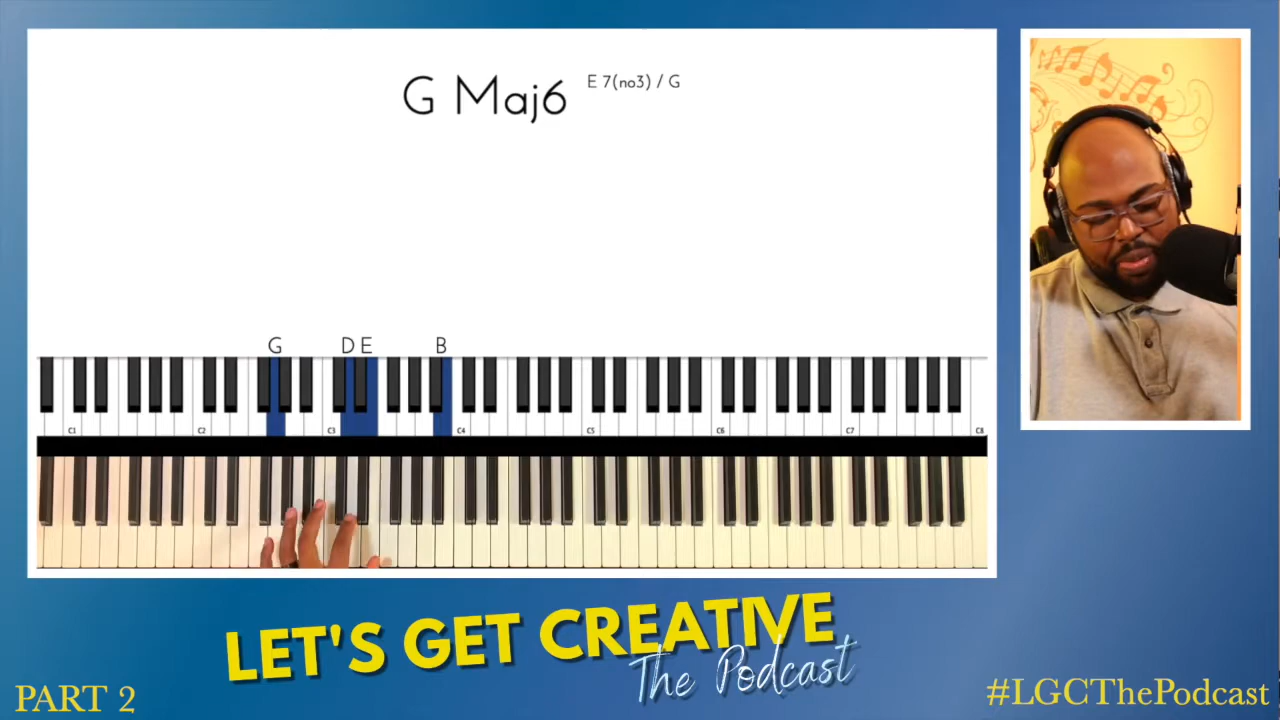 G Maj6 E 7(no3) / G
G D E B
C1 C2 C3 C4 C5 C6 C7 C8
LET'S GET CREATIVE
The Podcast
PART 2
#LGCThePodcast